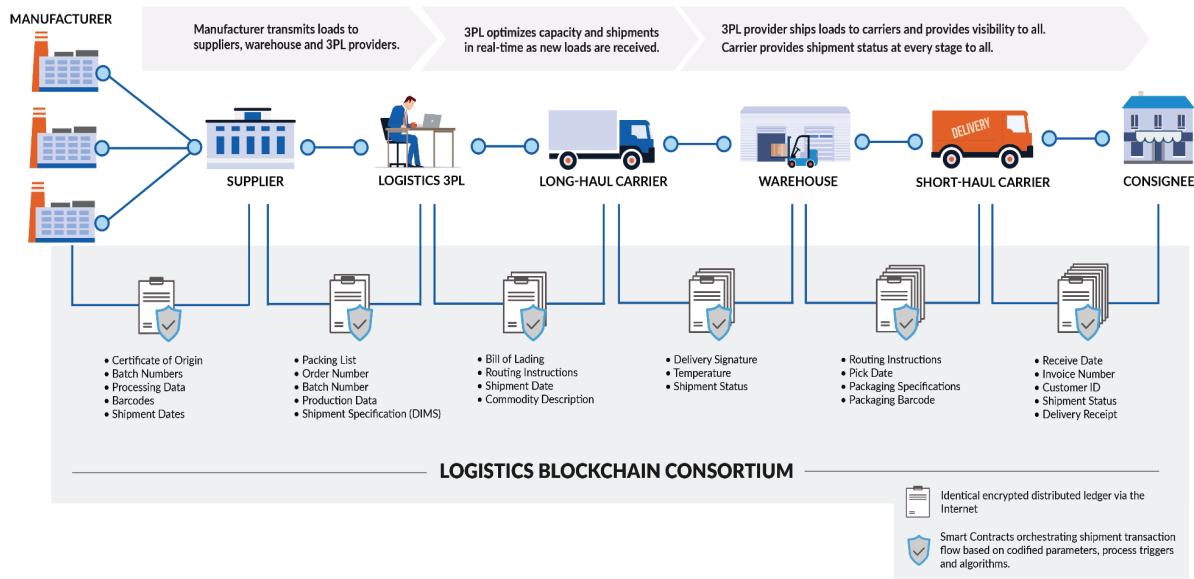 MANUFACTURER
Manufacturer transmits loads to
suppliers, warehouse and 3PL providers.
3PL optimizes capacity and shipments
in real-time as new loads are received.
3PL provider ships loads to carriers and provides visibility to all.
Carrier provides shipment status at every stage to all.
DELIVERY
SUPPLIER
LOGISTICS 3PL
LONG-HAUL CARRIER
WAREHOUSE
SHORT-HAUL CARRIER
CONSIGNEE
• Certificate of Origin
• Batch Numbers
• Processing Data
• Barcodes
• Shipment Dates
• Packing List
• Order Number
• Batch Number
• Production Data
• Shipment Specification (DIMS)
• Bill of Lading
• Routing Instructions
• Shipment Date
• Commodity Description
• Delivery Signature
• Temperature
• Shipment Status
• Routing Instructions
• Pick Date
• Packaging Specifications
• Packaging Barcode
• Receive Date
• Invoice Number
• Customer ID
• Shipment Status
• Delivery Receipt
LOGISTICS BLOCKCHAIN CONSORTIUM
Identical encrypted distributed ledger via the
Internet
Smart Contracts orchestrating shipment transaction
flow based on codified parameters, process triggers
and algorithms.